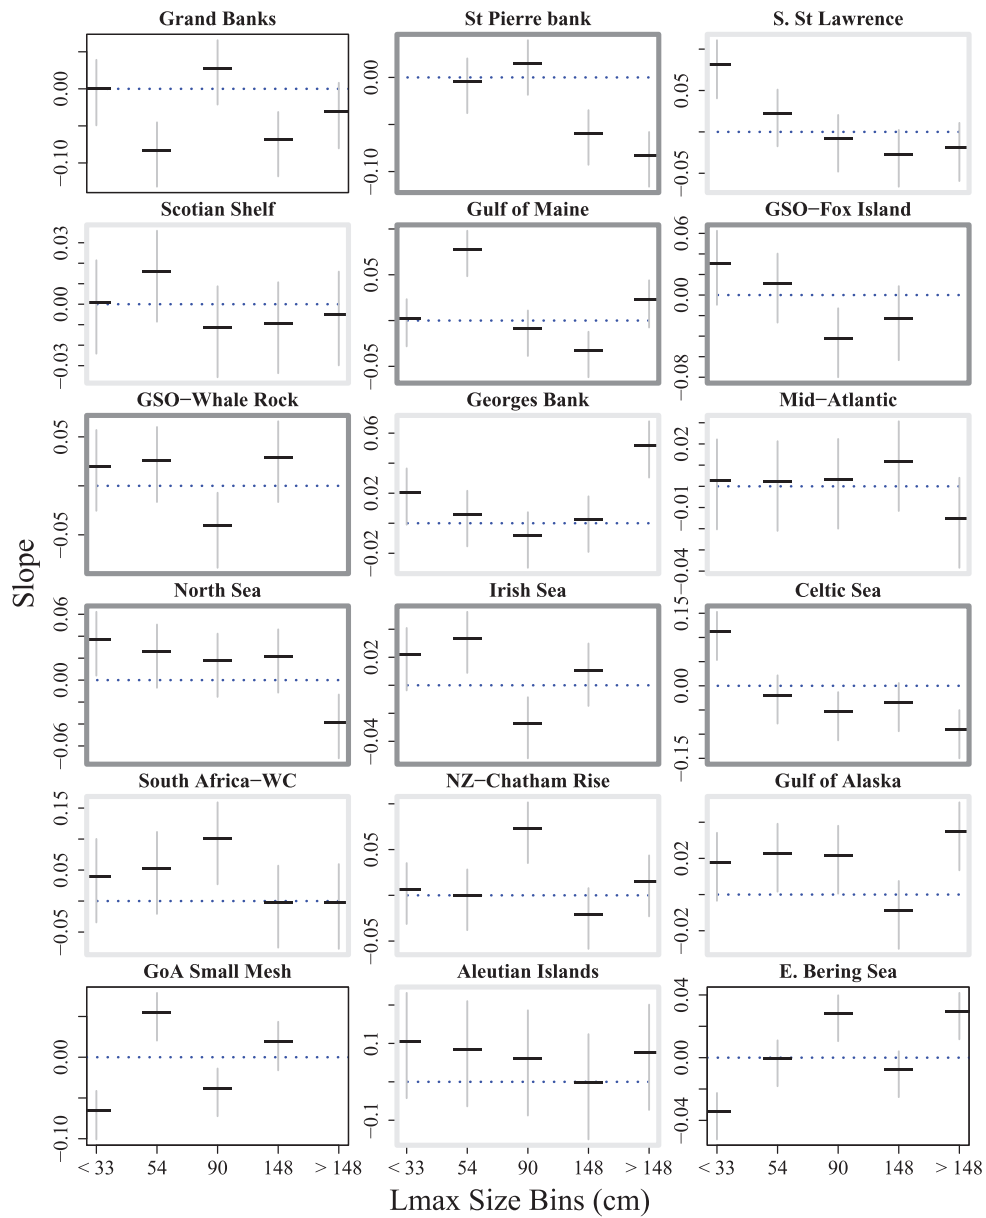 Grand Banks
St Pierre bank
S. St Lawrence
0.00
−0.10
0.00
−0.10
0.05
−0.05
Scotian Shelf
Gulf of Maine
GSO−Fox Island
0.03
0.00
−0.03
0.05
−0.05
0.06
0.00
−0.08
GSO−Whale Rock
Georges Bank
Mid−Atlantic
0.05
−0.05
0.06
0.02
−0.02
0.02
−0.01
−0.04
Slope
North Sea
Irish Sea
Celtic Sea
0.06
0.00
−0.06
0.02
−0.04
0.15
0.00
−0.15
South Africa−WC
NZ−Chatham Rise
Gulf of Alaska
0.15
0.05
−0.05
0.05
−0.05
0.02
−0.02
GoA Small Mesh
Aleutian Islands
E. Bering Sea
0.00
−0.10
0.1
−0.1
0.04
0.00
−0.04
< 33 54 90 148 > 148
< 33 54 90 148 > 148
< 33 54 90 148 > 148
Lmax Size Bins (cm)